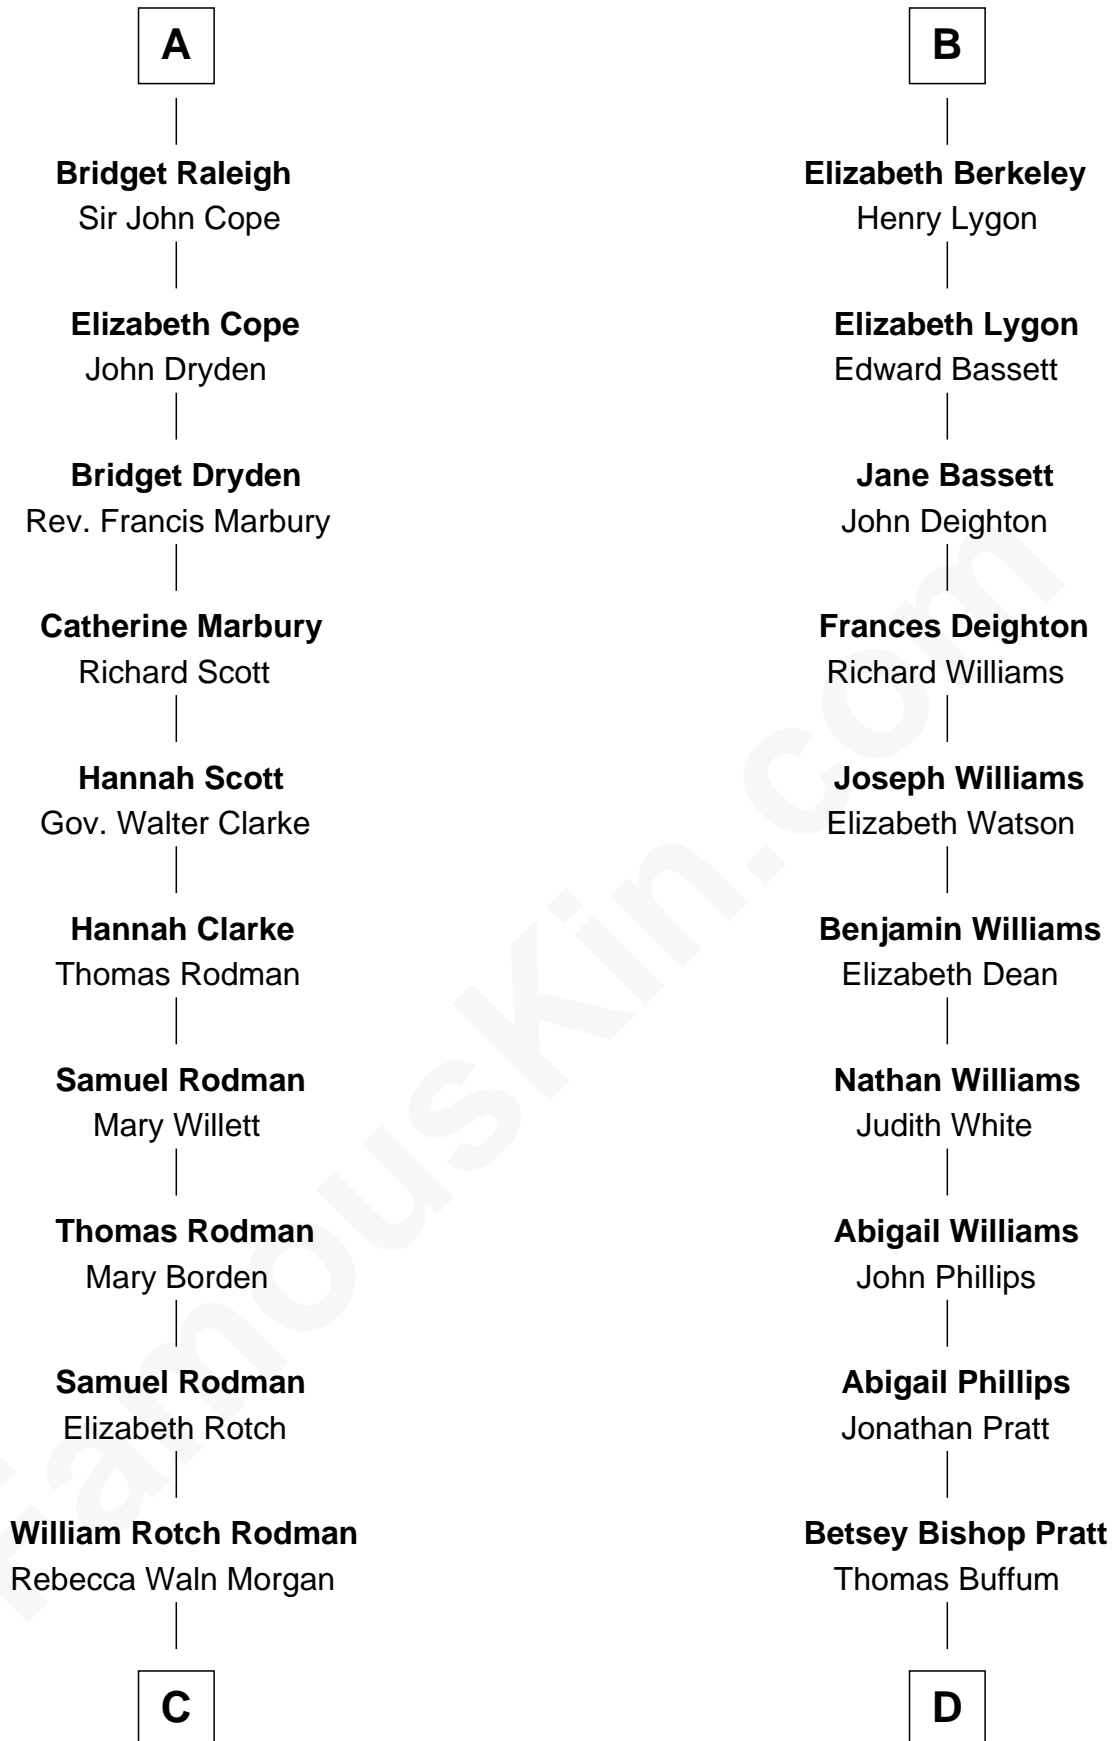 A
Bridget Raleigh
Sir John Cope
Elizabeth Cope
John Dryden
Bridget Dryden
Rev. Francis Marbury
Catherine Marbury
Richard Scott
Hannah Scott
Gov. Walter Clarke
Hannah Clarke
Thomas Rodman
Samuel Rodman
Mary Willett
Thomas Rodman
Mary Borden
Samuel Rodman
Elizabeth Rotch
William Rotch Rodman
Rebecca Waln Morgan
C
B
Elizabeth Berkeley
Henry Lygon
Elizabeth Lygon
Edward Bassett
Jane Bassett
John Deighton
Frances Deighton
Richard Williams
Joseph Williams
Elizabeth Watson
Benjamin Williams
Elizabeth Dean
Nathan Williams
Judith White
Abigail Williams
John Phillips
Abigail Phillips
Jonathan Pratt
Betsey Bishop Pratt
Thomas Buffum
D
FamousKin.com